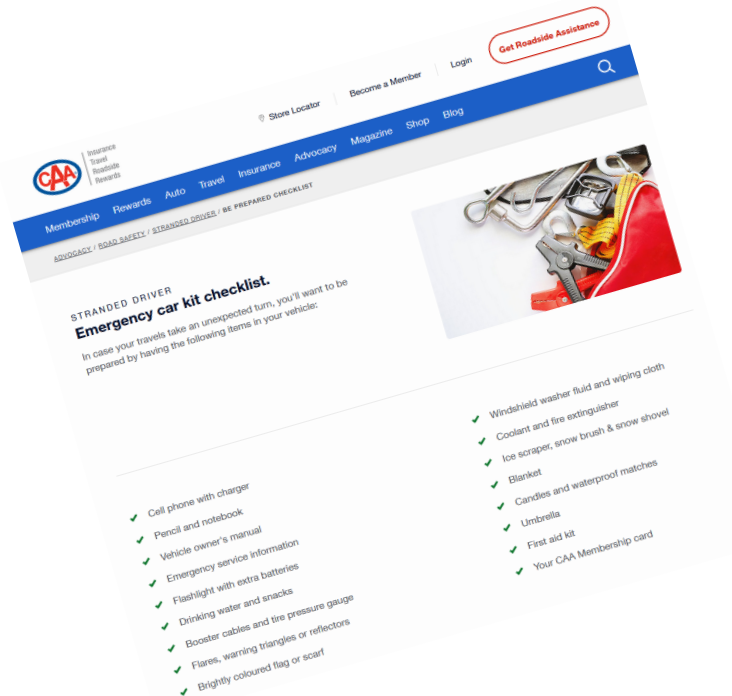 Store Locator
Become a Member
Login
Get Roadside Assistance
CAA
Insurance
Travel
Roadside
Rewards
Membership
Rewards
Auto
Travel
Insurance
Advocacy
Magazine
Shop
Blog
ADVOCACY / ROAD SAFETY / STRANDED DRIVER / BE PREPARED CHECKLIST
STRANDED DRIVER
Emergency car kit checklist.
In case your travels take an unexpected turn, you'll want to be
prepared by having the following items in your vehicle:
Cell phone with charger
Pencil and notebook
Vehicle owner's manual
Emergency service information
Flashlight with extra batteries
Drinking water and snacks
Booster cables and tire pressure gauge
Flares, warning triangles or reflectors
Brightly coloured flag or scarf
Windshield washer fluid and wiping cloth
Coolant and fire extinguisher
Ice scraper, snow brush & snow shovel
Blanket
Candles and waterproof matches
Umbrella
First aid kit
Your CAA Membership card